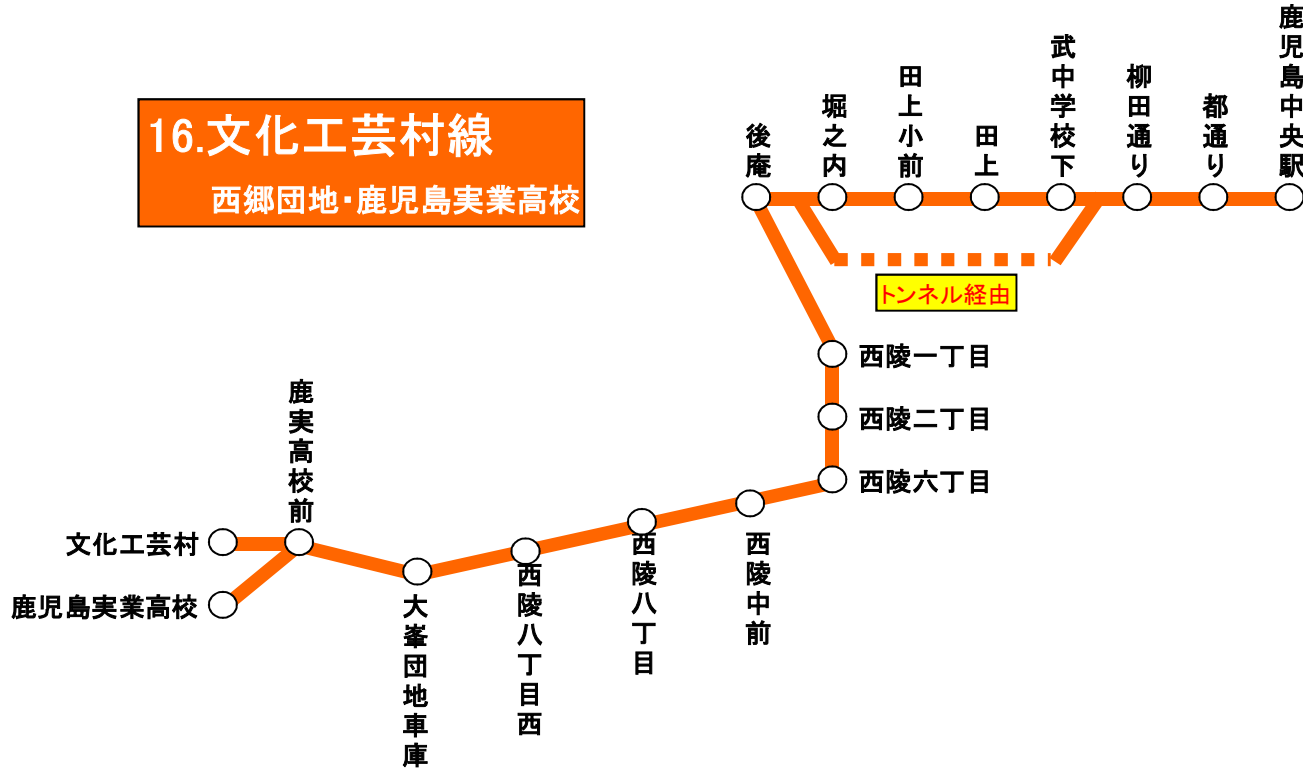 16.文化工芸村線
西郷団地・鹿児島実業高校
後庵
堀之内
田上小前
田上
武中学校下
柳田通り
都通り
鹿児島中央駅
トンネル経由
西陵一丁目
西陵二丁目
西陵六丁目
西陵中前
西陵八丁目
西陵八丁目西
大峯団地車庫
鹿実高校前
文化工芸村
鹿児島実業高校